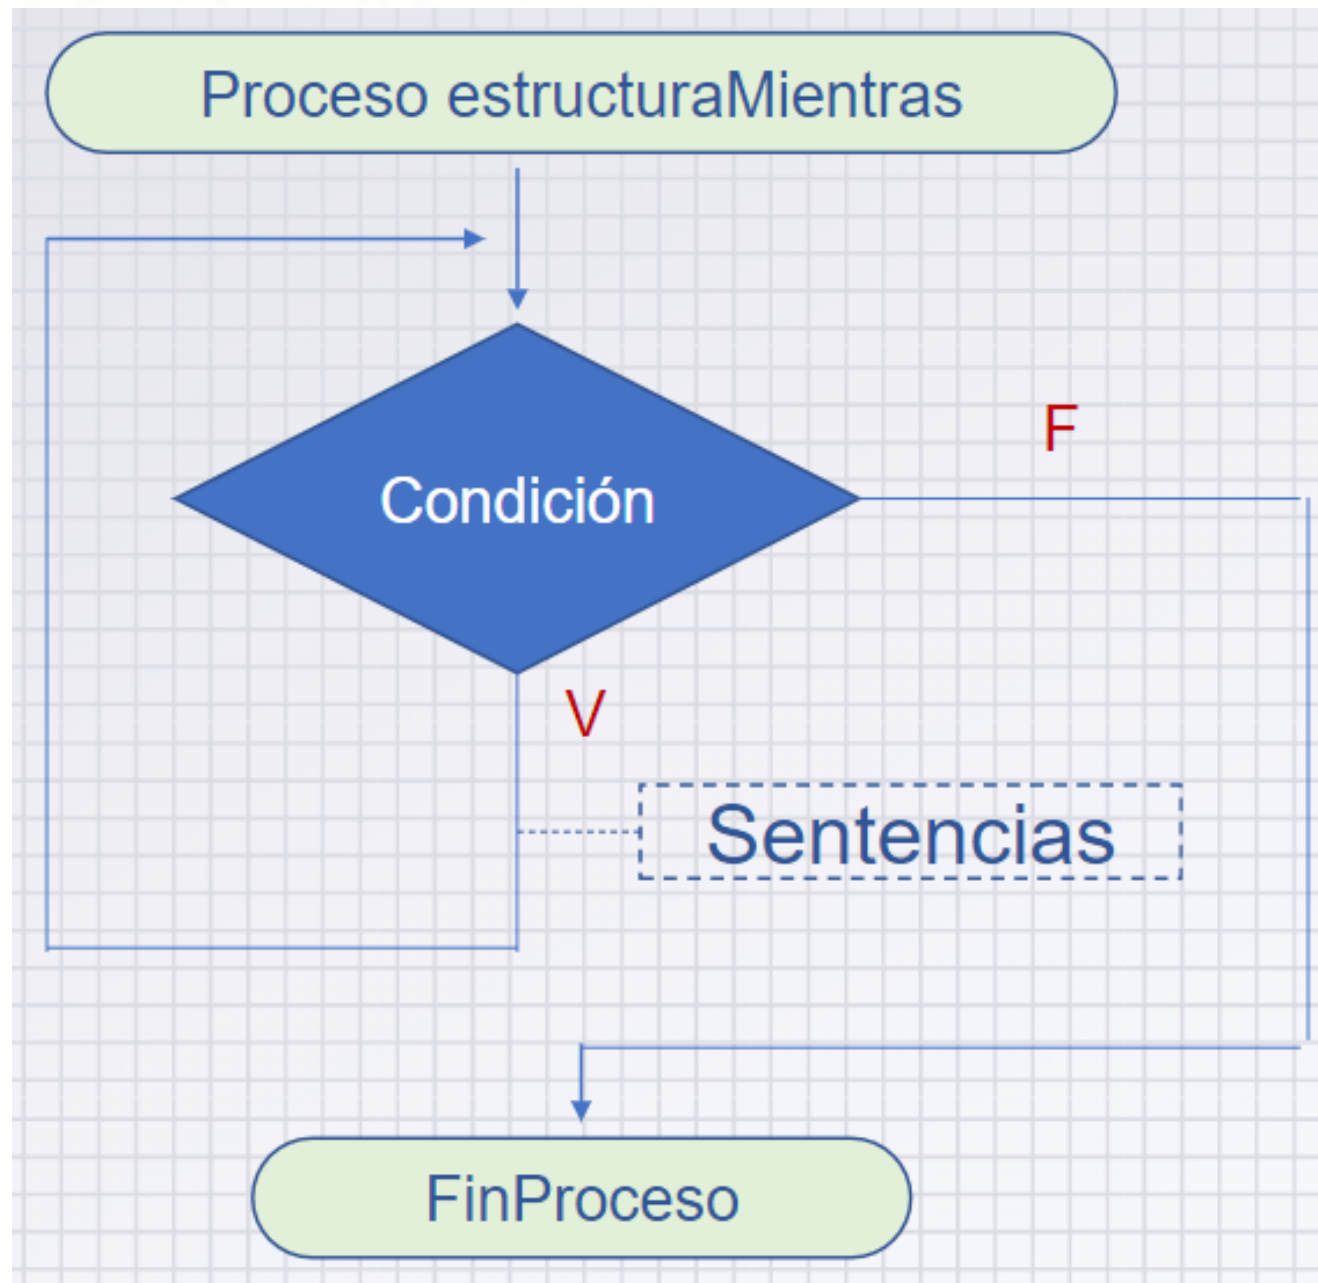 Proceso estructuraMientras
F
Condición
V
Sentencias
FinProceso